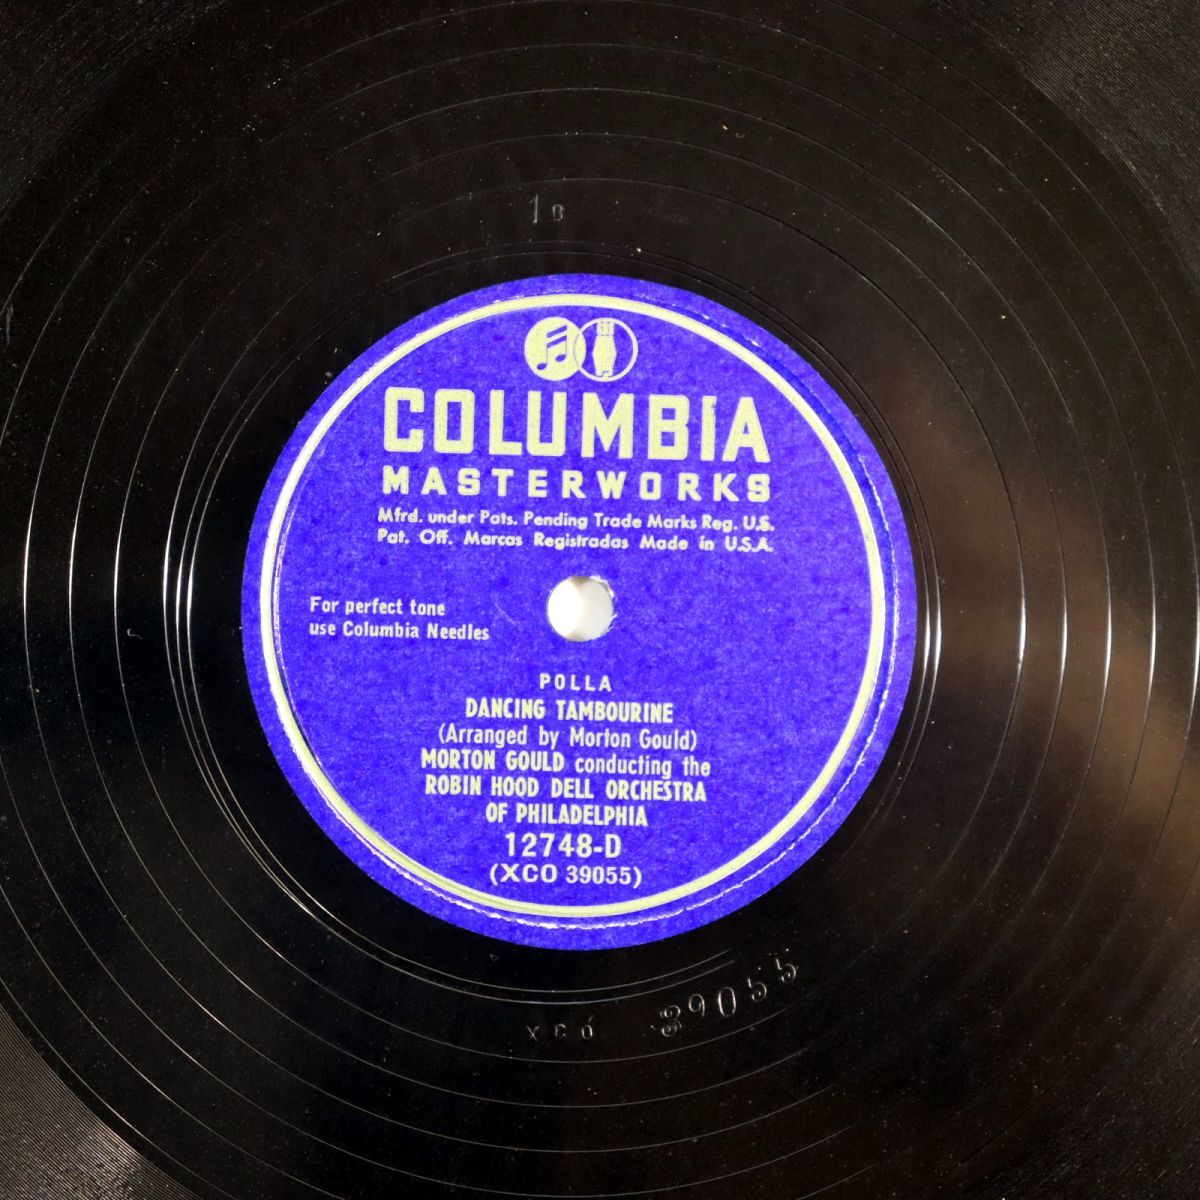 1B
COLUMBIA
MASTERWORKS
Mfrd. under Pats. Pending Trade Marks Reg. U.S.
Pat. Off. Marcas Registradas Made in U.S.A.
For perfect tone
use Columbia Needles
POLLA
DANCING TAMBOURINE
(Arranged by Morton Gould)
MORTON GOULD conducting the
ROBIN HOOD DELL ORCHESTRA
OF PHILADELPHIA
12748-D
(XCO 39055)
XCO 39055